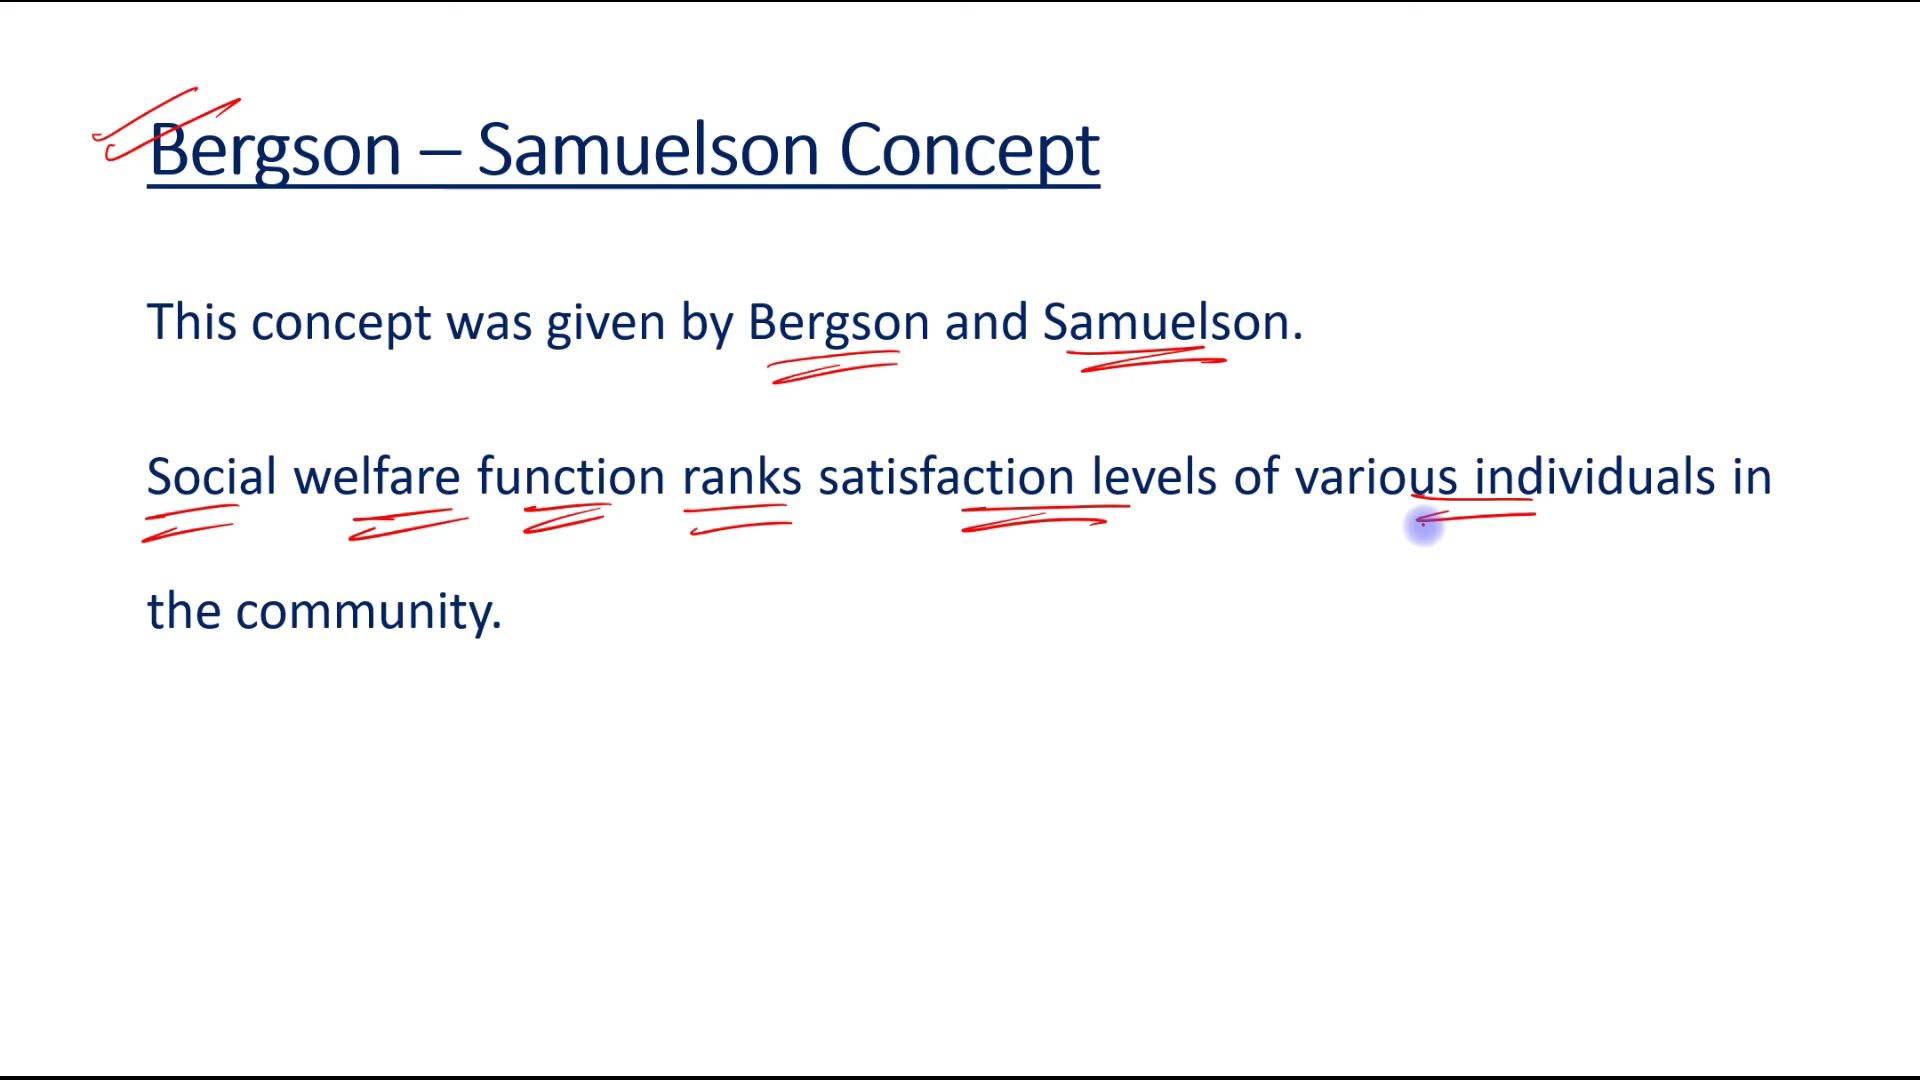 Bergson – Samuelson Concept
This concept was given by Bergson and Samuelson.
Social welfare function ranks satisfaction levels of various individuals in
the community.